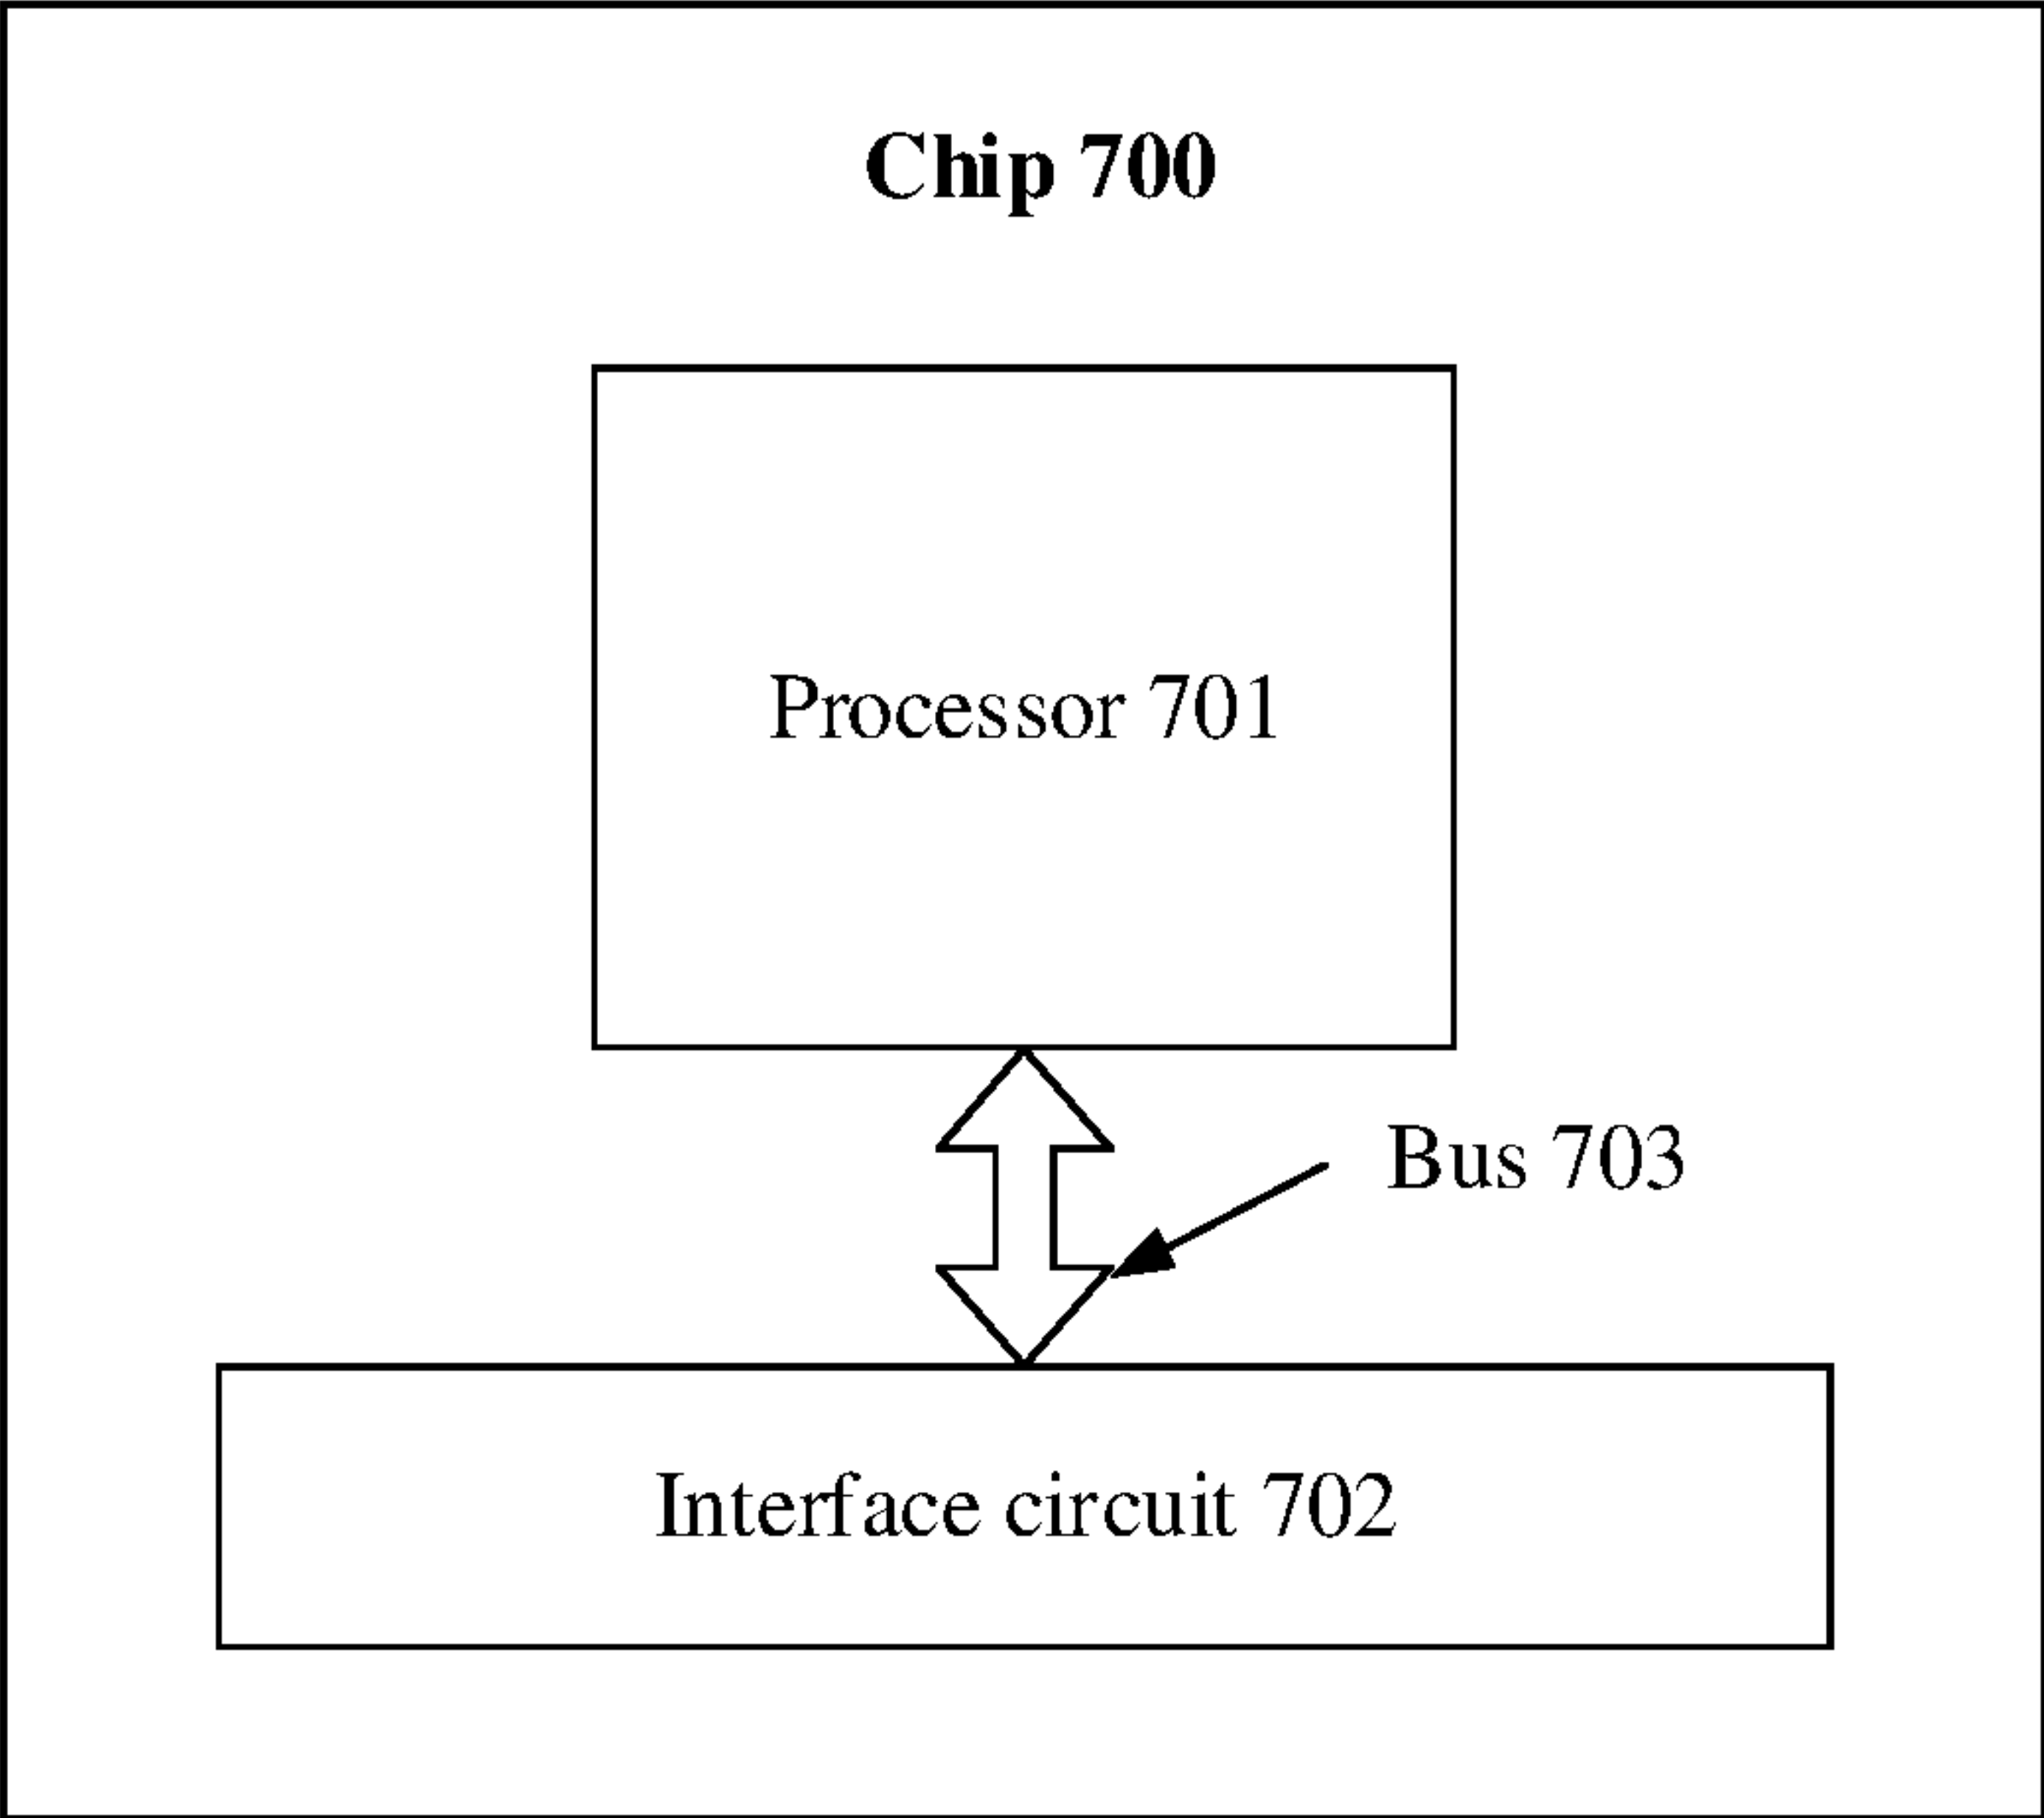 Chip 700
Processor 701
Bus 703
Interface circuit 702